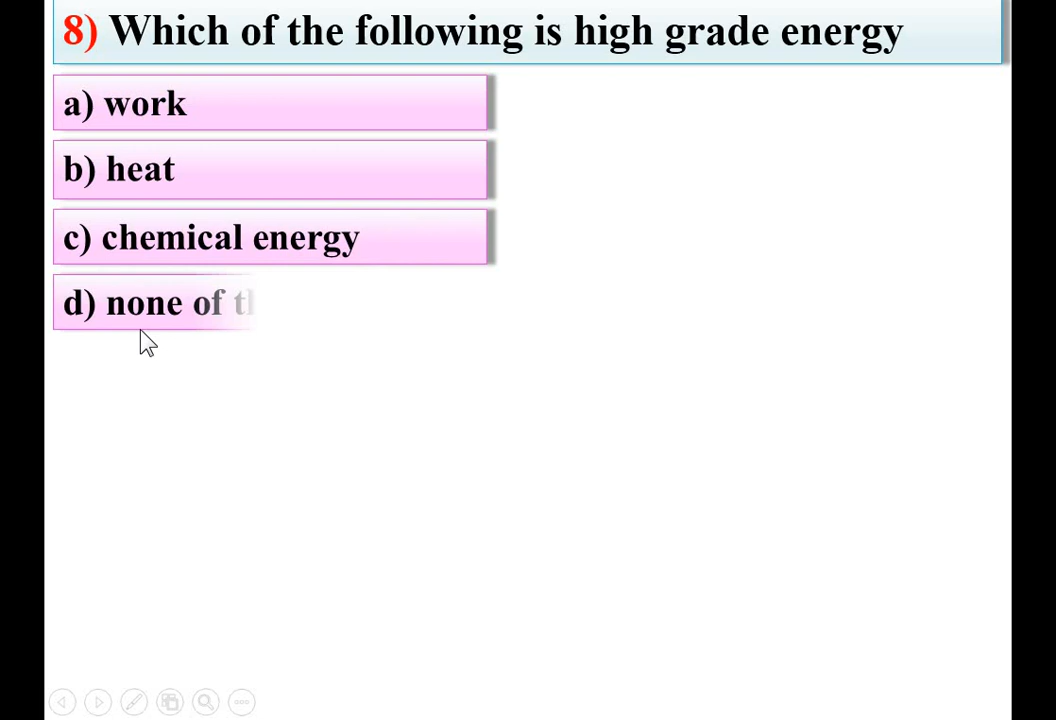 8) Which of the following is high grade energy
a) work
b) heat
c) chemical energy
d) none of